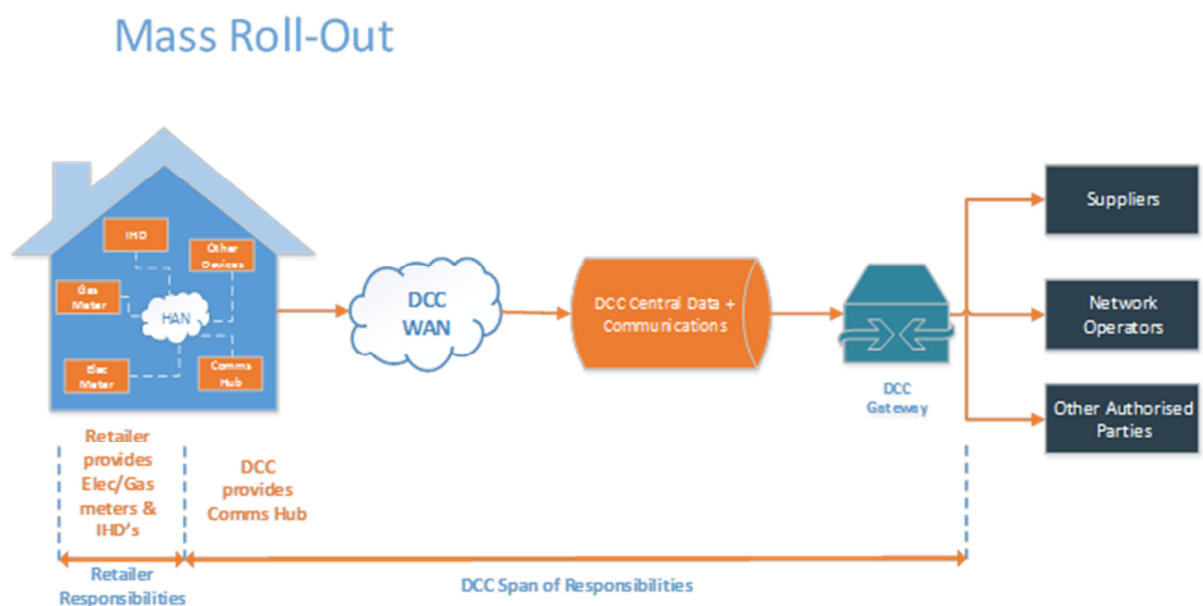 Mass Roll-Out
IHD
Other
Devices
Gas
Meter
HAN
Elec
Meter
Comms
Hub
DCC
WAN
DCC Central Data +
Communications
DCC
Gateway
Suppliers
Network
Operators
Other Authorised
Parties
Retailer
provides
Elec/Gas
meters &
IHD's
DCC
provides
Comms Hub
Retailer
Responsibilities
DCC Span of Responsibilities